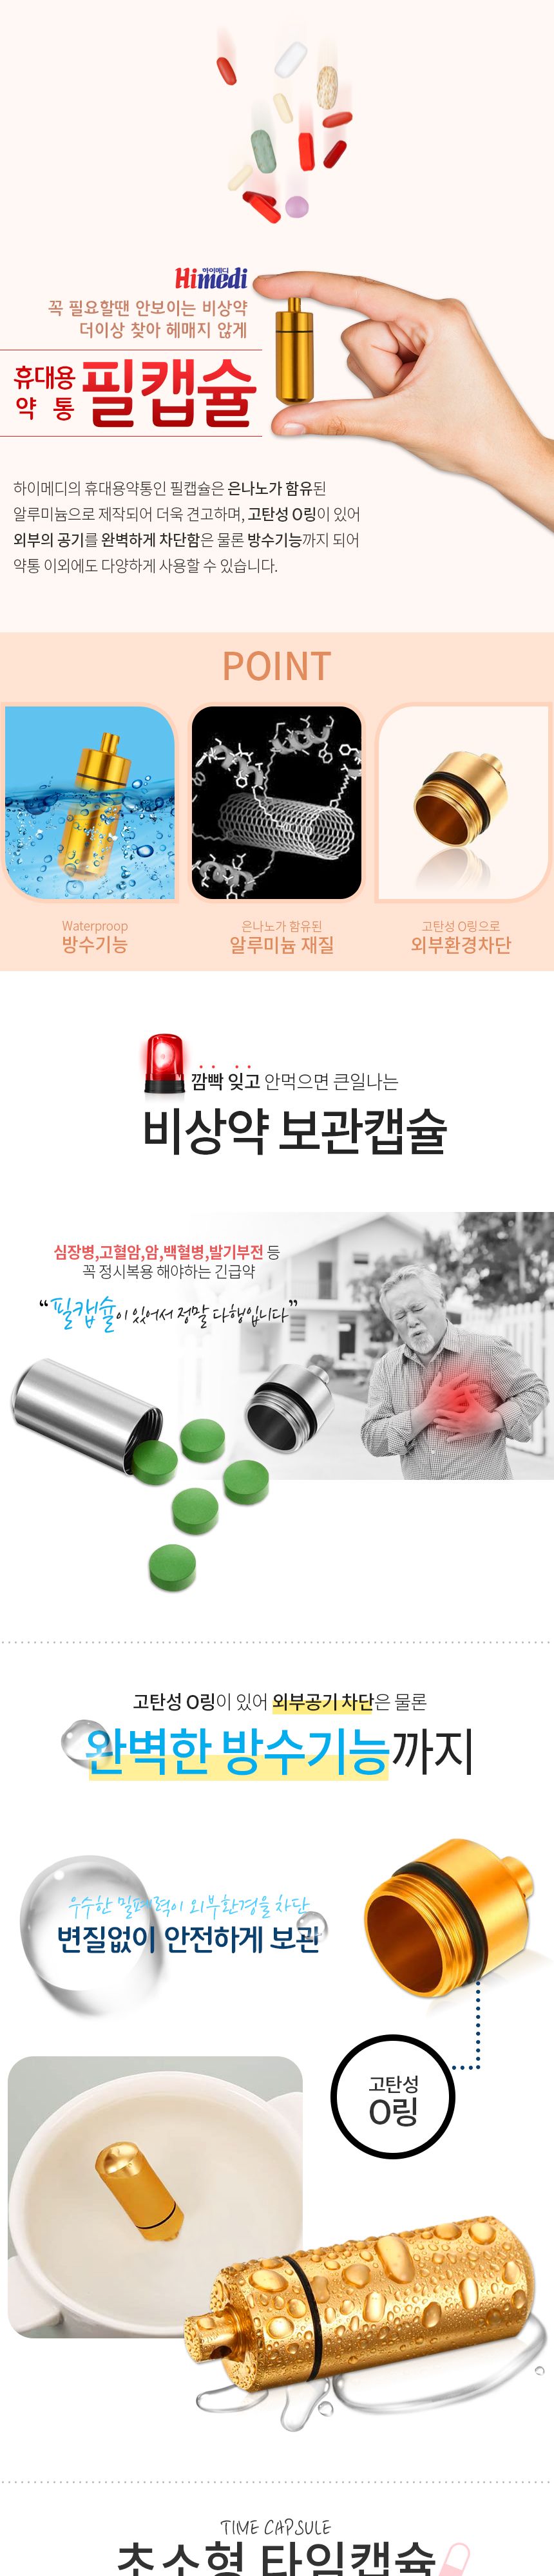 Himedi
하이메디
꼭 필요할땐 안보이는 비상약
더이상 찾아 헤매지 않게
휴대용
약 통
필캡슐
하이메디의 휴대용약통인 필캡슐은 은나노가 함유된
알루미늄으로 제작되어 더욱 견고하며, 고탄성 O링이 있어
외부의 공기를 완벽하게 차단함은 물론 방수기능까지 되어
약통 이외에도 다양하게 사용할 수 있습니다.
POINT
Waterproop
방수기능
은나노가 함유된
알루미늄 재질
고탄성 O링으로
외부환경차단
깜빡 잊고 안먹으면 큰일나는
비상약 보관캡슐
심장병,고혈압,암,백혈병,발기부전 등
꼭 정시복용 해야하는 긴급약
“필캡슐이 있어서 정말 다행입니다”
고탄성 O링이 있어 외부공기 차단은 물론
완벽한 방수기능까지
우수한 밀폐력이 외부환경을 차단
변질없이 안전하게 보관
고탄성
O링
TIME CAPSULE
초소형 타임캡슐